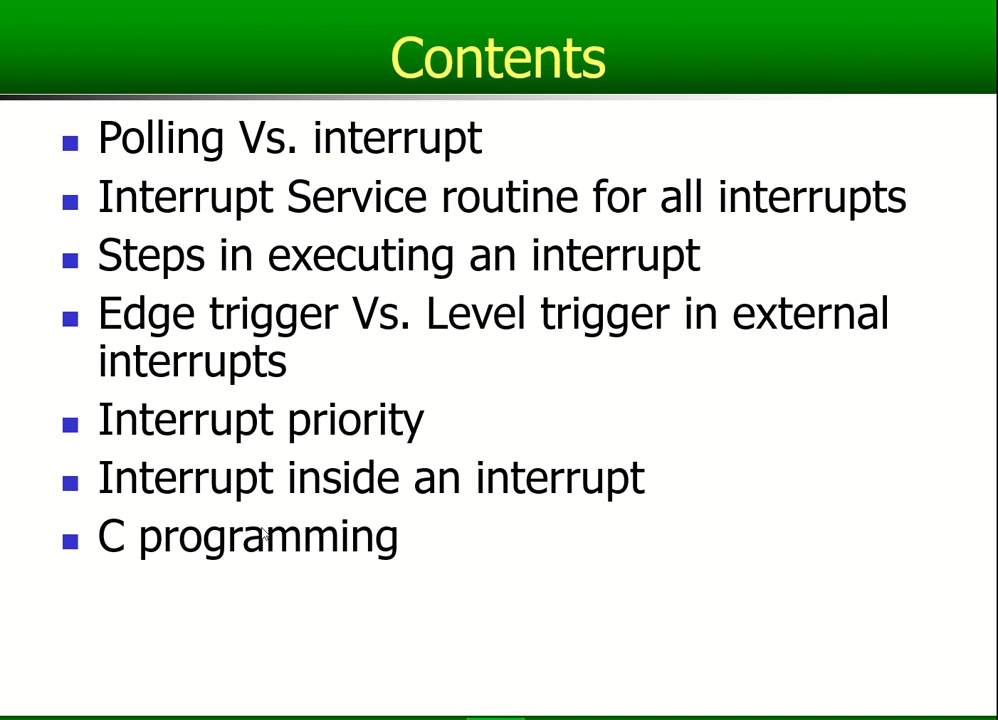 Contents
Polling Vs. interrupt
Interrupt Service routine for all interrupts
Steps in executing an interrupt
Edge trigger Vs. Level trigger in external
interrupts
Interrupt priority
Interrupt inside an interrupt
C programming